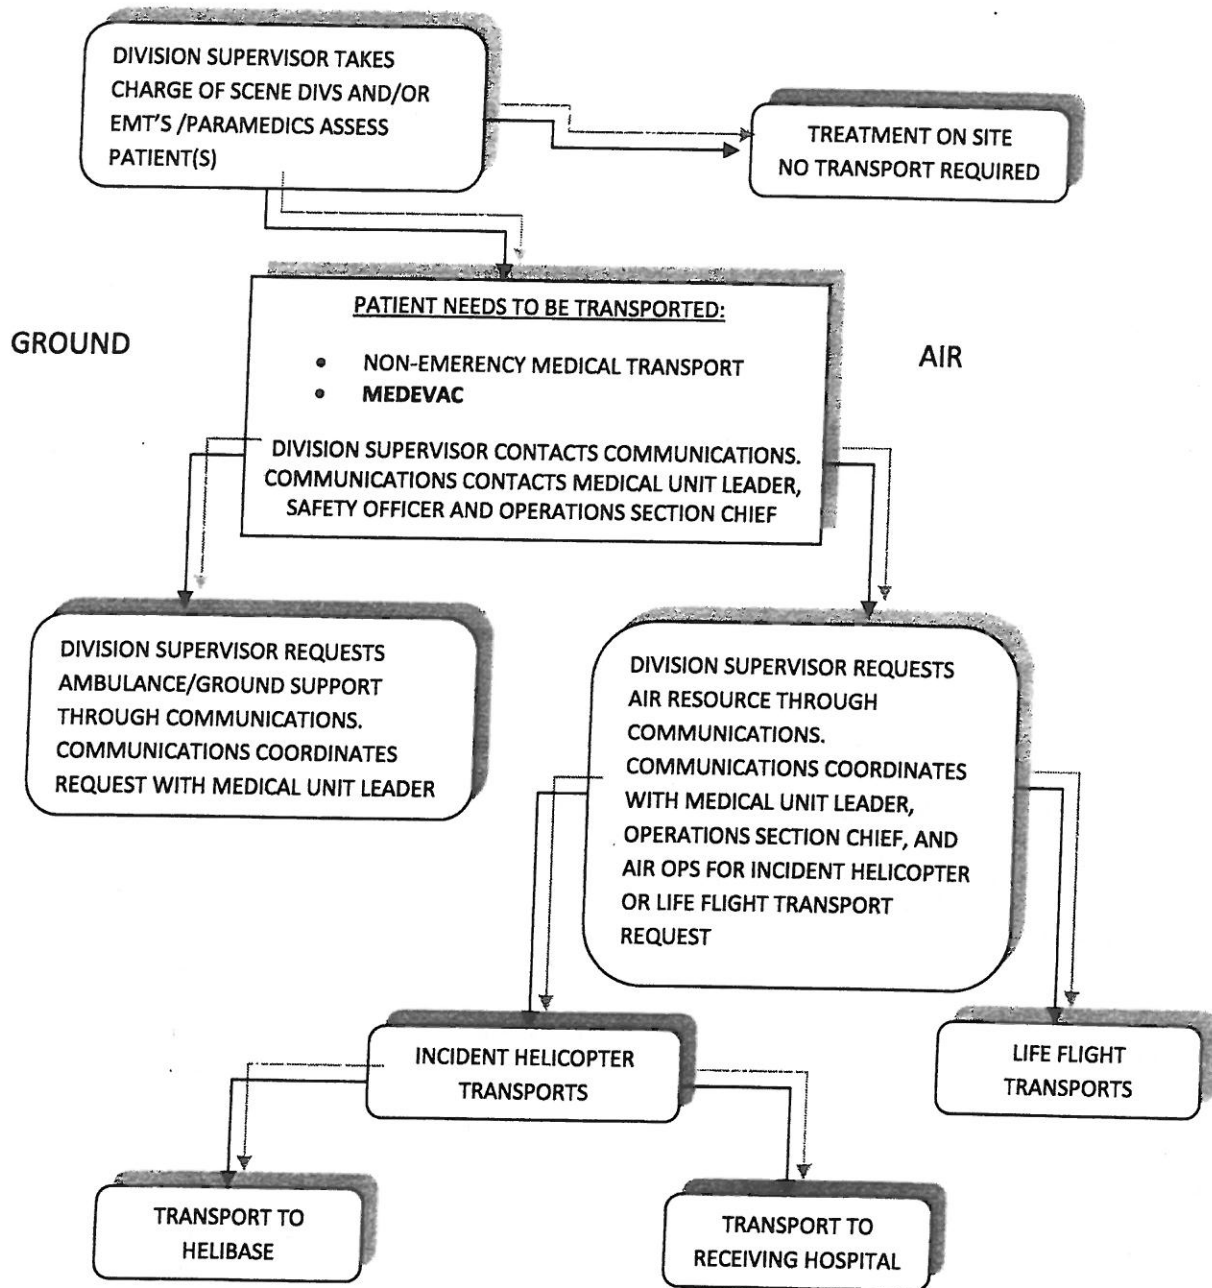 DIVISION SUPERVISOR TAKES
CHARGE OF SCENE DIVS AND/OR
EMT'S /PARAMEDICS ASSESS
PATIENT(S)
TREATMENT ON SITE
NO TRANSPORT REQUIRED
GROUND
PATIENT NEEDS TO BE TRANSPORTED:
• NON-EMERENCY MEDICAL TRANSPORT
• MEDEVAC
DIVISION SUPERVISOR CONTACTS COMMUNICATIONS.
COMMUNICATIONS CONTACTS MEDICAL UNIT LEADER,
SAFETY OFFICER AND OPERATIONS SECTION CHIEF
AIR
DIVISION SUPERVISOR REQUESTS
AMBULANCE/GROUND SUPPORT
THROUGH COMMUNICATIONS.
COMMUNICATIONS COORDINATES
REQUEST WITH MEDICAL UNIT LEADER
DIVISION SUPERVISOR REQUESTS
AIR RESOURCE THROUGH
COMMUNICATIONS.
COMMUNICATIONS COORDINATES
WITH MEDICAL UNIT LEADER,
OPERATIONS SECTION CHIEF, AND
AIR OPS FOR INCIDENT HELICOPTER
OR LIFE FLIGHT TRANSPORT
REQUEST
INCIDENT HELICOPTER
TRANSPORTS
LIFE FLIGHT
TRANSPORTS
TRANSPORT TO
HELIBASE
TRANSPORT TO
RECEIVING HOSPITAL